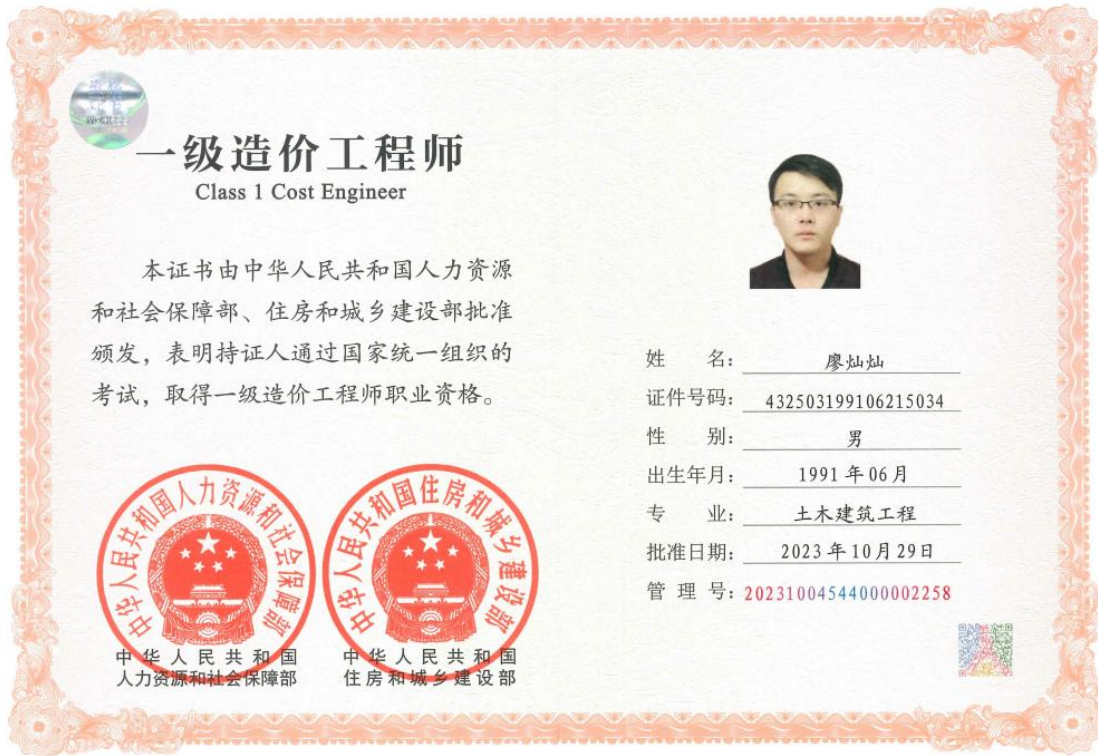 一级造价工程师
Class 1 Cost Engineer
本证书由中华人民共和国人力资源
和社会保障部、住房和城乡建设部批准
颁发，表明持证人通过国家统一组织的
考试，取得一级造价工程师职业资格。
中华人民共和国人力资源和社会保障部
中华人民共和国住房和城乡建设部
中华人民共和国
人力资源和社会保障部
中华人民共和国
住房和城乡建设部
姓 名： 廖灿灿
证件号码： 432503199106215034
性 别： 男
出生年月： 1991年06月
专 业： 土木建筑工程
批准日期： 2023年10月29日
管 理 号：20231004544000002258